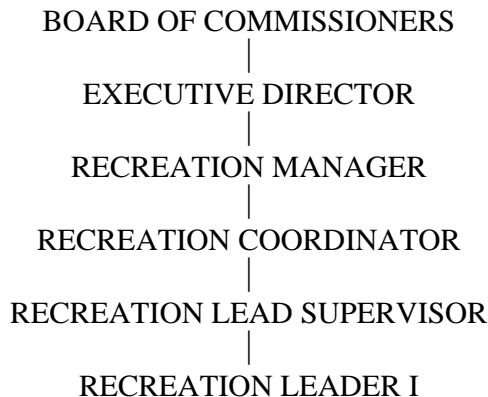 BOARD OF COMMISSIONERS
EXECUTIVE DIRECTOR
RECREATION MANAGER
RECREATION COORDINATOR
RECREATION LEAD SUPERVISOR
RECREATION LEADER I